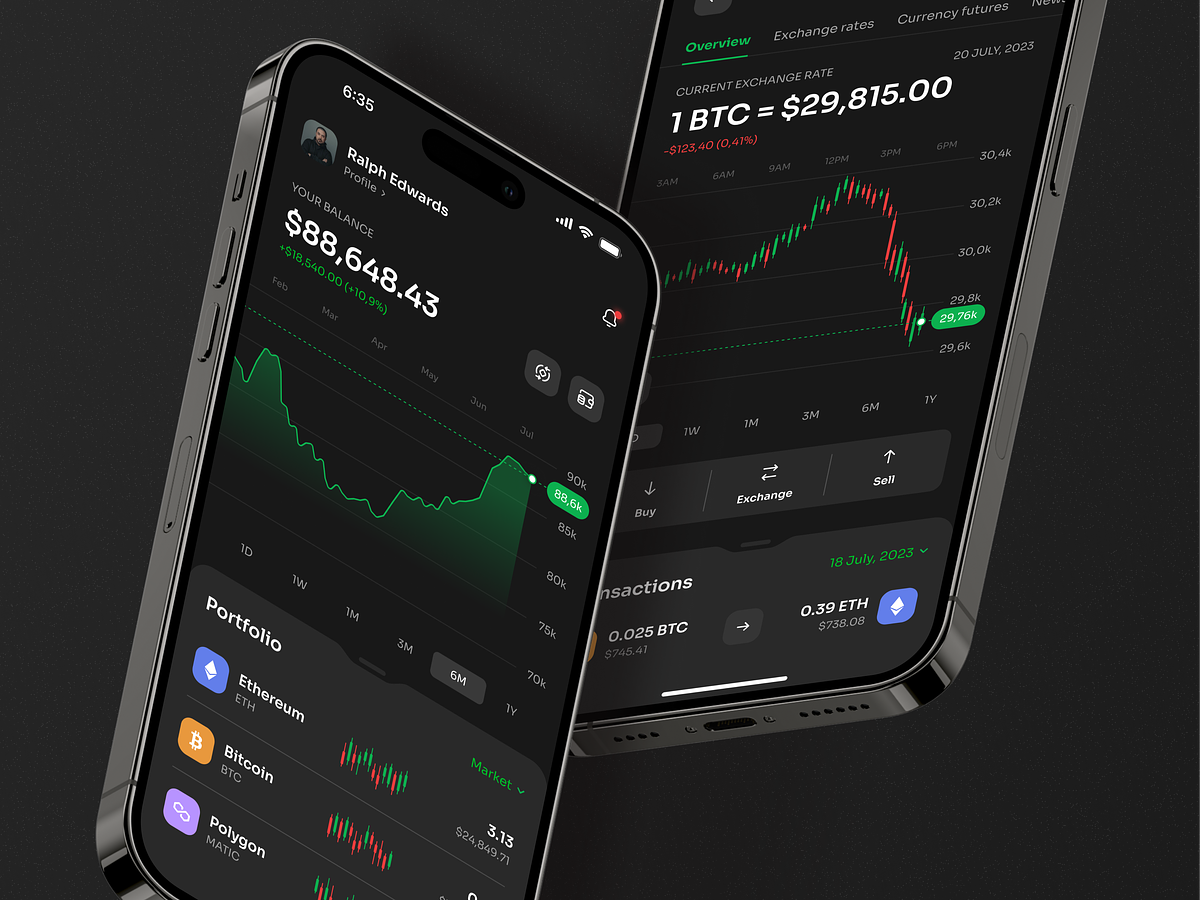 6:35
Ralph Edwards
Profile >
YOUR BALANCE
$88,648.43
+$18,540,00 (+10,9%)
Feb
Mar
Apr
May
Jun
Jul
90k
88,6k
85k
80k
75k
70k
1D
1W
1M
3M
6M
1Y
Portfolio
Market
Ethereum
ETH
3.13
$24,849.71
Bitcoin
BTC
Polygon
MATIC
Overview
Exchange rates
Currency futures
20 JULY, 2023
CURRENT EXCHANGE RATE
1 BTC = $29,815.00
-$123,40 (0,41%)
3AM
6AM
9AM
12PM
3PM
6PM
30,4k
30,2k
30,0k
29,8k
29,76k
29,6k
1W
1M
3M
6M
1Y
Buy
Exchange
Sell
nsactions
18 July, 2023
0.025 BTC
$745.41
0.39 ETH
$738.08